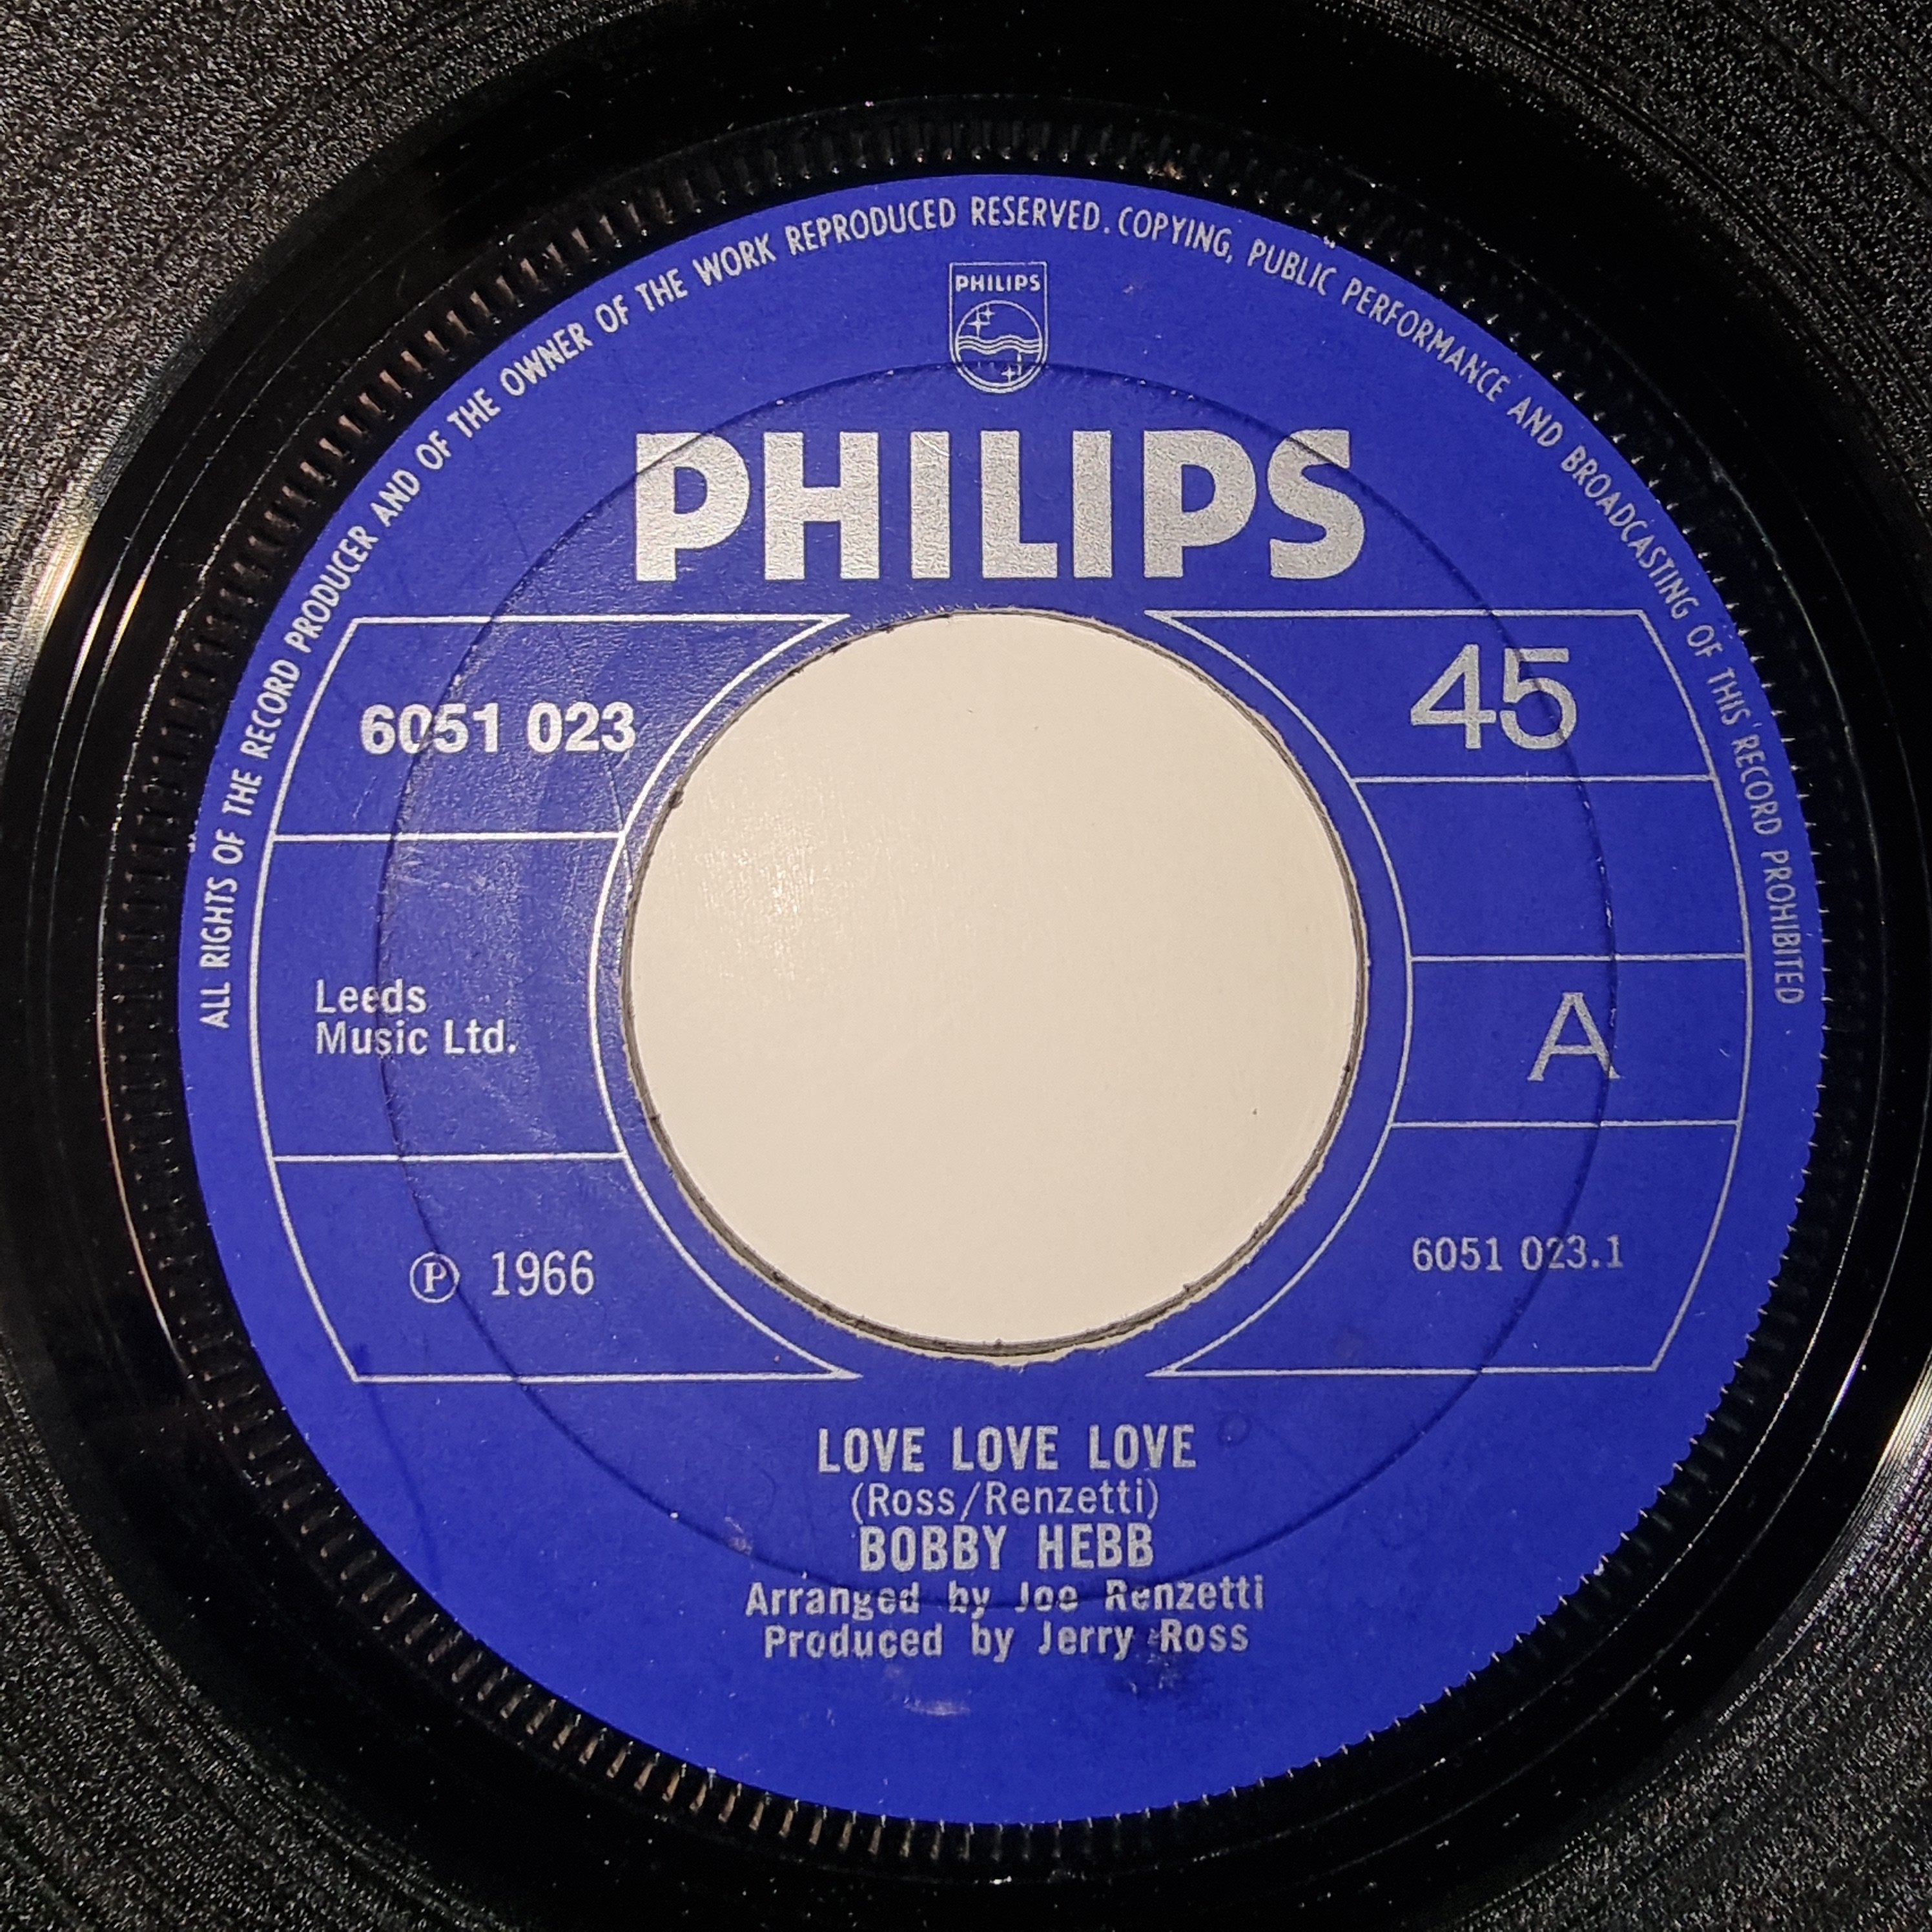 ALL RIGHTS OF THE RECORD PRODUCER AND OF THE OWNER OF THE WORK REPRODUCED RESERVED. COPYING, PUBLIC PERFORMANCE AND BROADCASTING OF THIS RECORD PROHIBITED
PHILIPS
PHILIPS
6051 023
45
Leeds
Music Ltd.
A
Ⓟ 1966
6051 023.1
LOVE LOVE LOVE
(Ross/Renzetti)
BOBBY HEBB
Arranged by Joe Renzetti
Produced by Jerry Ross